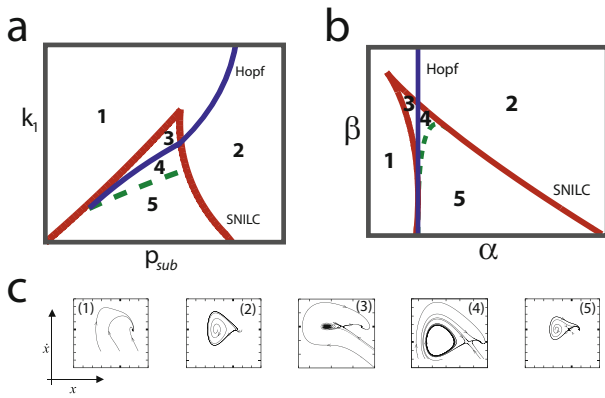 a
b
Hopf
Hopf
k₁
1
2
3
4
5
SNILC
p_sub
β
3
4
2
1
5
SNILC
α
c
(1)
(2)
(3)
(4)
(5)
ẋ
x